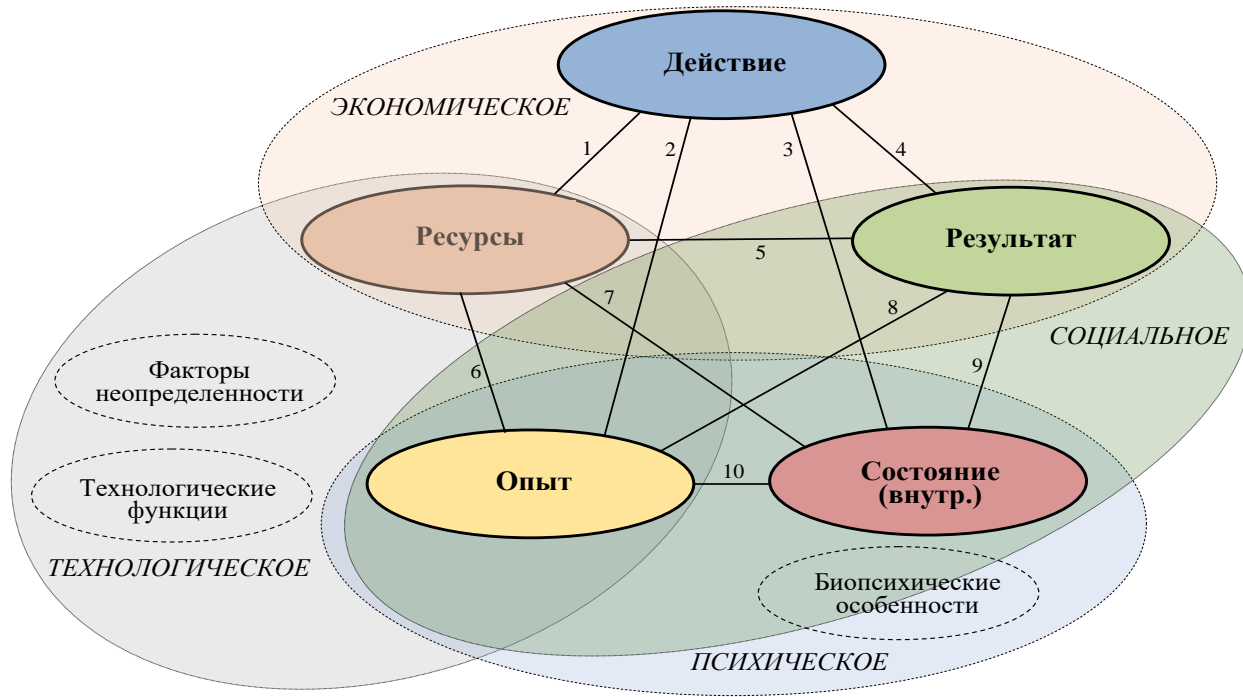 Действие
ЭКОНОМИЧЕСКОЕ
1
2
3
4
Ресурсы
Результат
5
7
8
СОЦИАЛЬНОЕ
6
9
Факторы
неопределенности
Опыт
10
Состояние
(внутр.)
Технологические
функции
ТЕХНОЛОГИЧЕСКОЕ
Биопсихические
особенности
ПСИХИЧЕСКОЕ